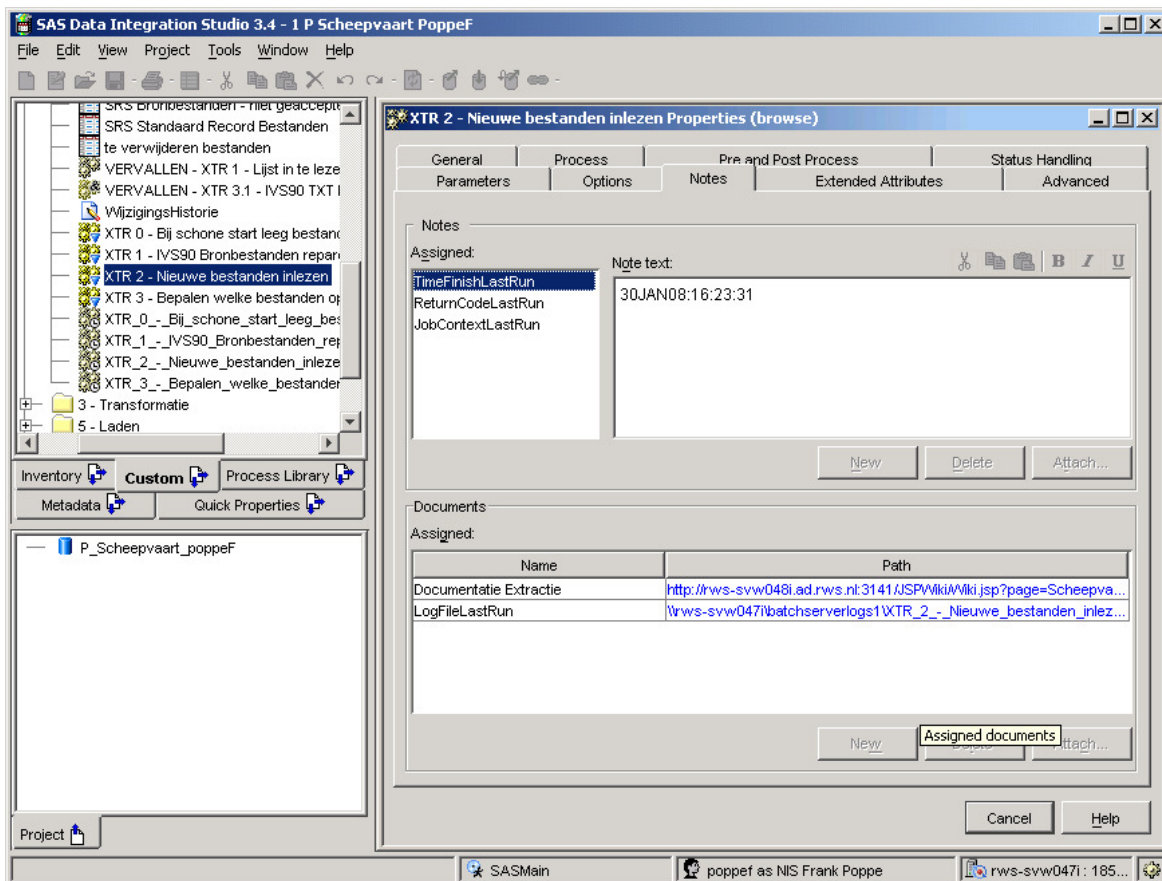 SAS Data Integration Studio 3.4 - 1 P Scheepvaart PoppeF
File Edit View Project Tools Window Help
SRS Bronbestanden - niet geaccepte
SRS Standaard Record Bestanden
te verwijderen bestanden
VERVALLEN - XTR 1 - Lijst in te leze
VERVALLEN - XTR 3.1 - IVS90 TXT
WijzigingsHistorie
XTR 0 - Bij schone start leeg bestand
XTR 1 - IVS90 Bronbestanden repar
XTR 2 - Nieuwe bestanden inlezen
XTR 3 - Bepalen welke bestanden op
XTR_0_-_Bij_schone_start_leeg_bes
XTR_1_-_IVS90_Bronbestanden_rep
XTR_2_-_Nieuwe_bestanden_inleze
XTR_3_-_Bepalen_welke_bestanden
3 - Transformatie
5 - Laden
Inventory Custom Process Library
Metadata Quick Properties
P_Scheepvaart_poppeF
Project
XTR 2 - Nieuwe bestanden inlezen Properties (browse)
General Process Pre and Post Process Status Handling
Parameters Options Notes Extended Attributes Advanced
Notes
Assigned:
Note text:
B I U
TimeFinishLastRun
ReturnCodeLastRun
JobContextLastRun
30JAN08:16:23:31
New Delete Attach...
Documents
Assigned:
Name Path
Documentatie Extractie http://rws-svw048i.ad.rws.nl:3141/JSPWiki/Wiki.jsp?page=Scheepva...
LogFileLastRun \\rws-svw047i\batchserverlogs1\XTR_2_-_Nieuwe_bestanden_inlez...
New Assigned documents Attach...
Cancel Help
SASMain poppef as NIS Frank Poppe rws-svw047i : 185...